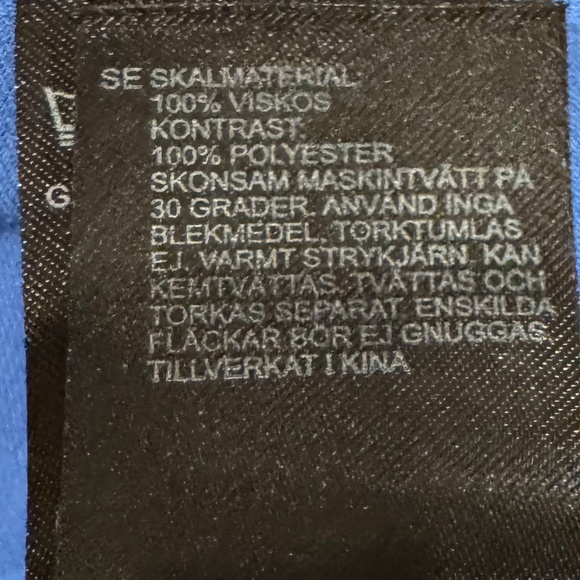 SE SKALMATERIAL:
100% VISKOS
KONTRAST:
100% POLYESTER
SKONSAM MASKINTVÄTT PÅ
30 GRADER. ANVÄND INGA
BLEKMEDEL. TORKTUMLAS
EJ. VARMT STRYKJÄRN. KAN
KEMTVÄTTAS. TVÄTTAS OCH
TORKAS SEPARAT. ENSKILDA
FLÄCKAR BÖR EJ GNUGGAS
TILLVERKAT I KINA
G